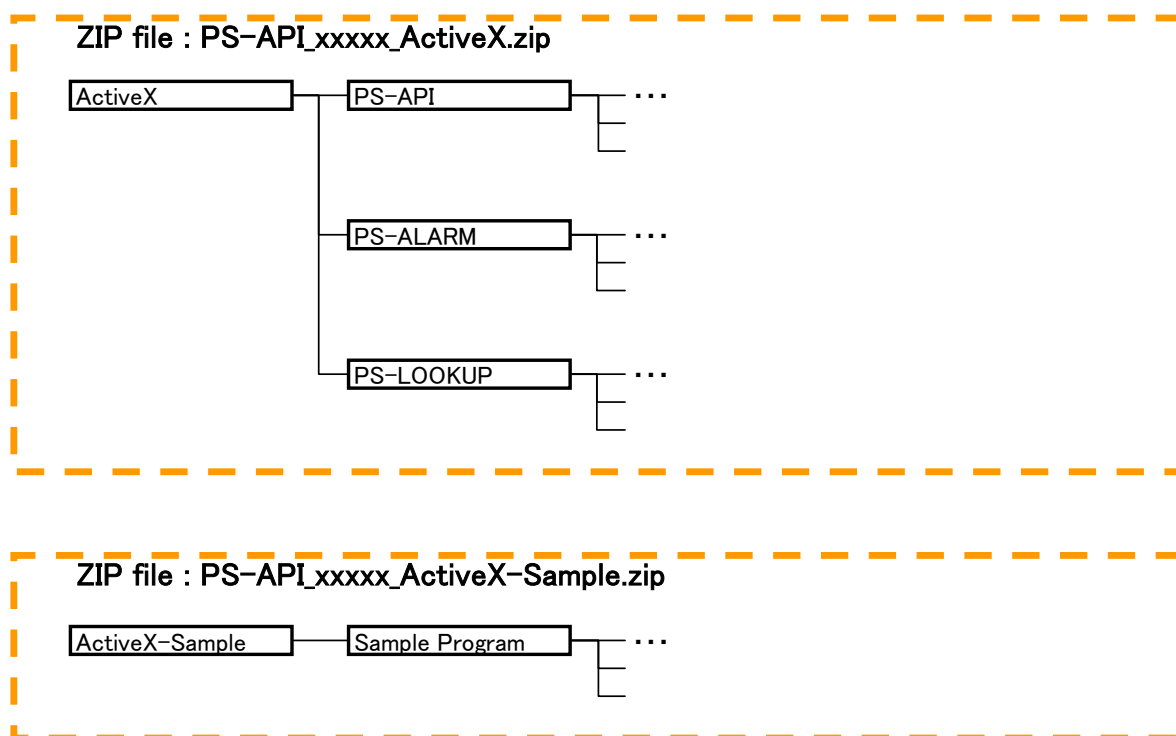 ZIP file : PS-API_xxxxx_ActiveX.zip
ActiveX
PS-API
...
PS-ALARM
...
PS-LOOKUP
...
ZIP file : PS-API_xxxxx_ActiveX-Sample.zip
ActiveX-Sample
Sample Program
...